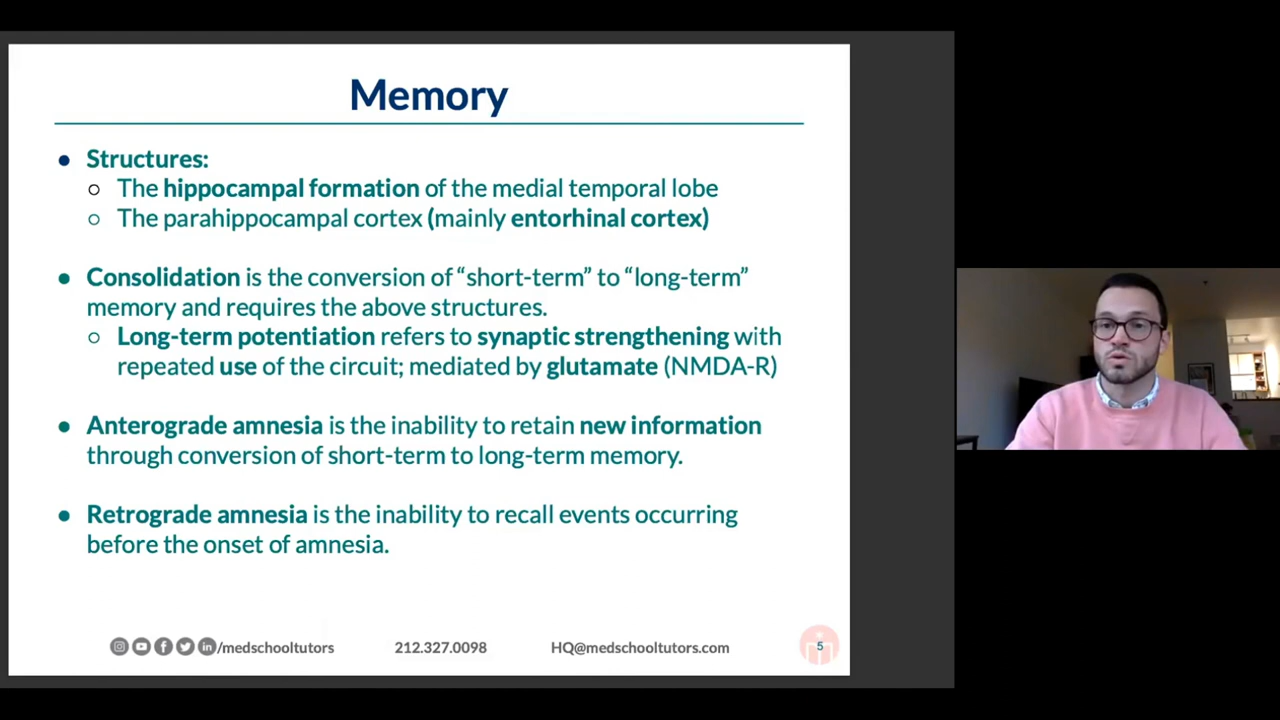 Memory
● Structures:
○ The hippocampal formation of the medial temporal lobe
○ The parahippocampal cortex (mainly entorhinal cortex)
● Consolidation is the conversion of “short-term” to “long-term”
memory and requires the above structures.
○ Long-term potentiation refers to synaptic strengthening with
repeated use of the circuit; mediated by glutamate (NMDA-R)
● Anterograde amnesia is the inability to retain new information
through conversion of short-term to long-term memory.
● Retrograde amnesia is the inability to recall events occurring
before the onset of amnesia.
/medschooltutors 212.327.0098 HQ@medschooltutors.com 5